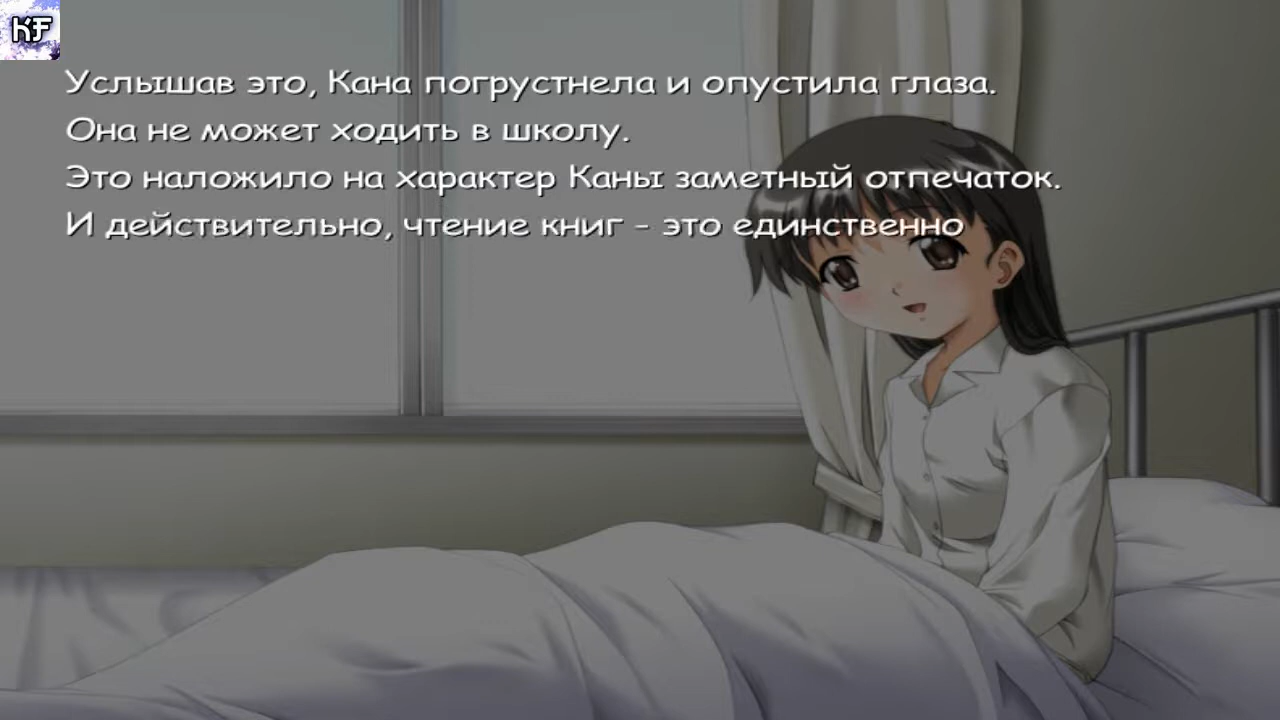 KF
Услышав это, Кана погрустнела и опустила глаза.
Она не может ходить в школу.
Это наложило на характер Каны заметный отпечаток.
И действительно, чтение книг - это единственно